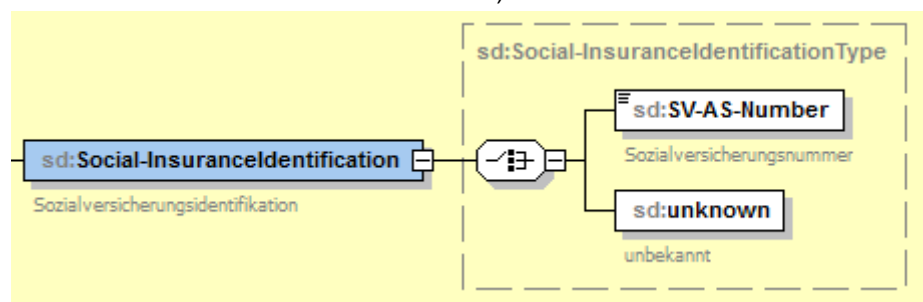 sd:Social-InsuranceIdentificationType
sd:SV-AS-Number
Sozialversicherungsnummer
sd:Social-InsuranceIdentification
Sozialversicherungsidentifikation
sd:unknown
unbekannt